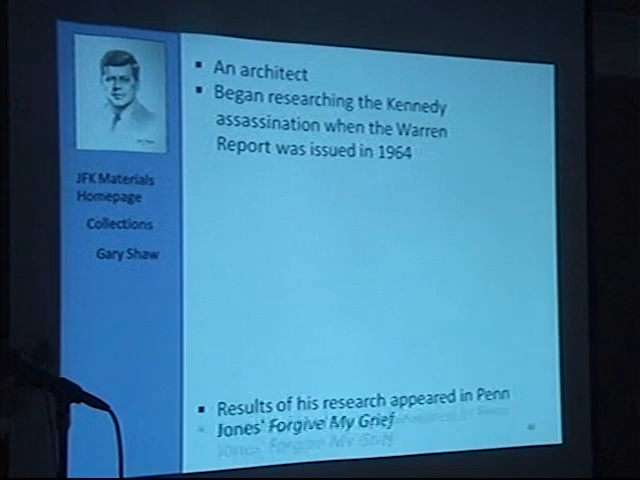 JFK Materials
Homepage
Collections
Gary Shaw
▪ An architect
▪ Began researching the Kennedy
assassination when the Warren
Report was issued in 1964
▪ Results of his research appeared in Penn
Jones' Forgive My Grief